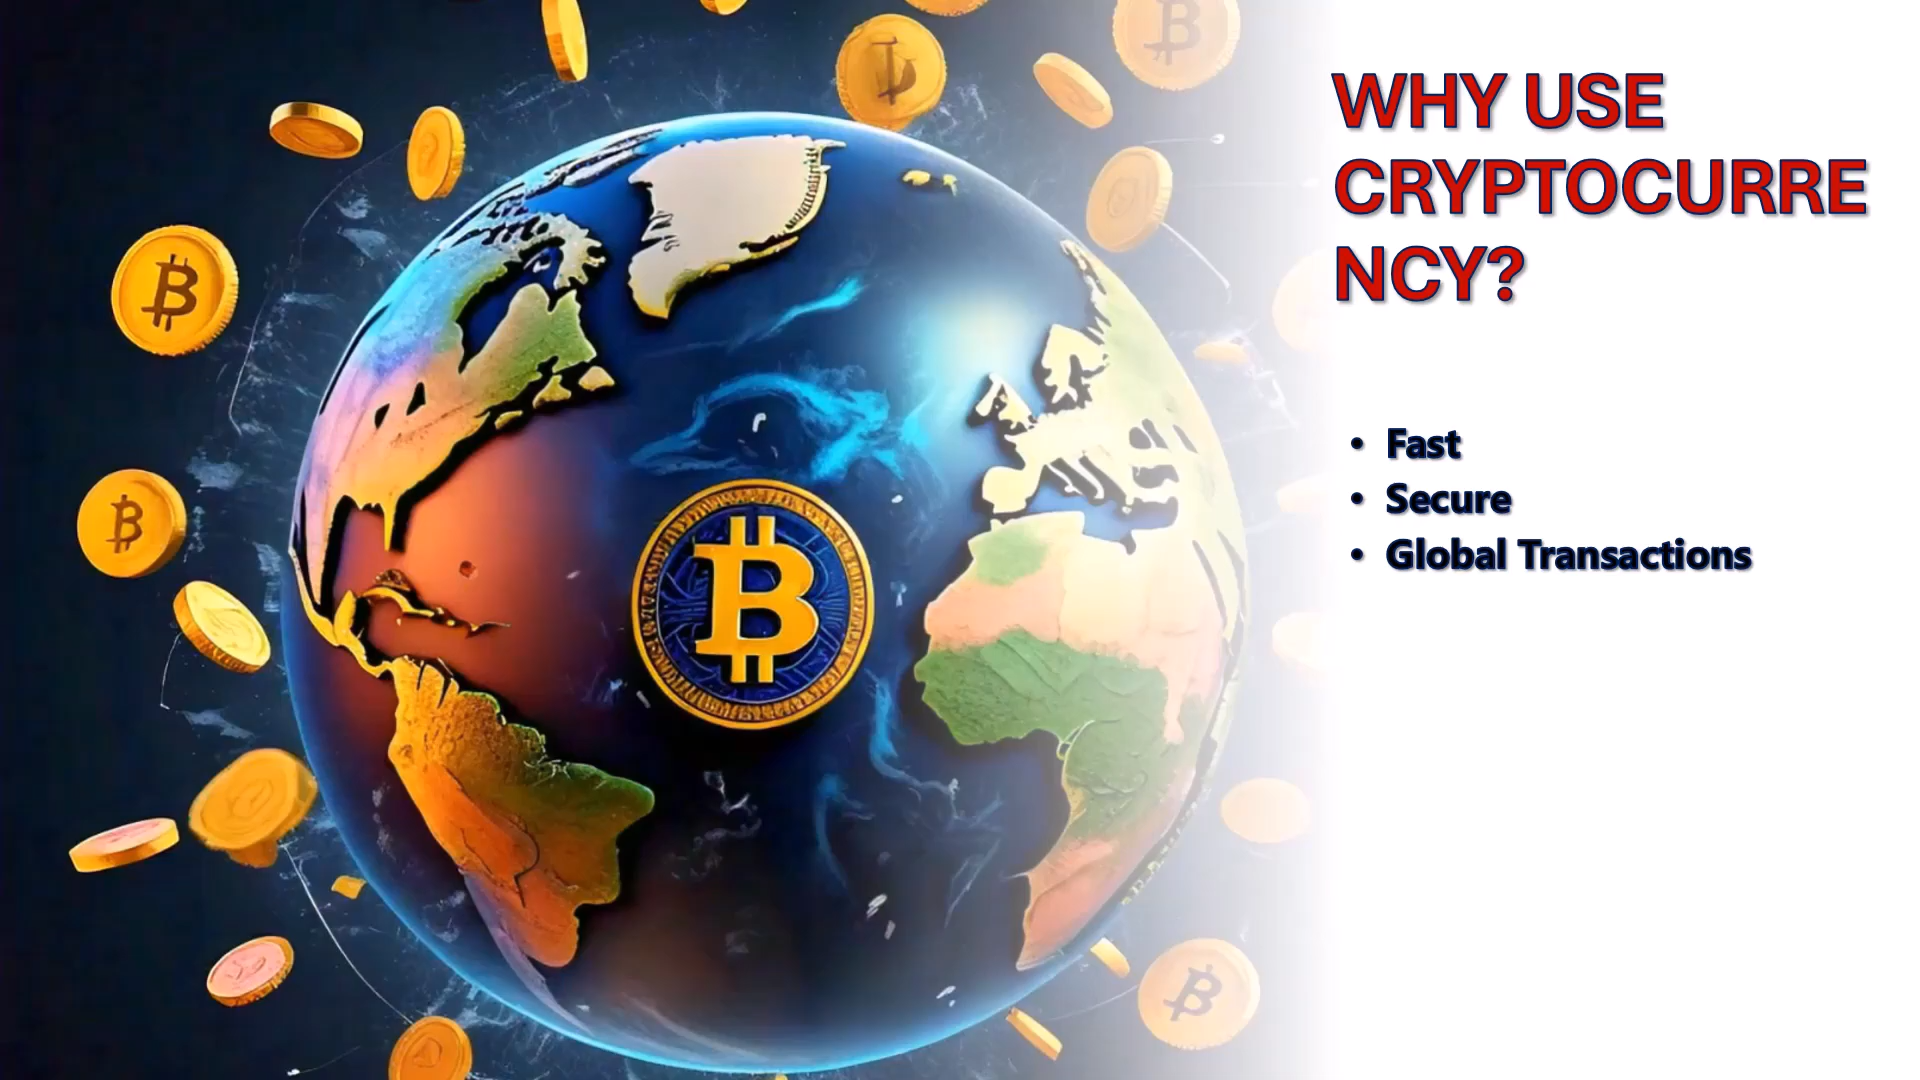 WHY USE
CRYPTOCURRE
NCY?
• Fast
• Secure
• Global Transactions